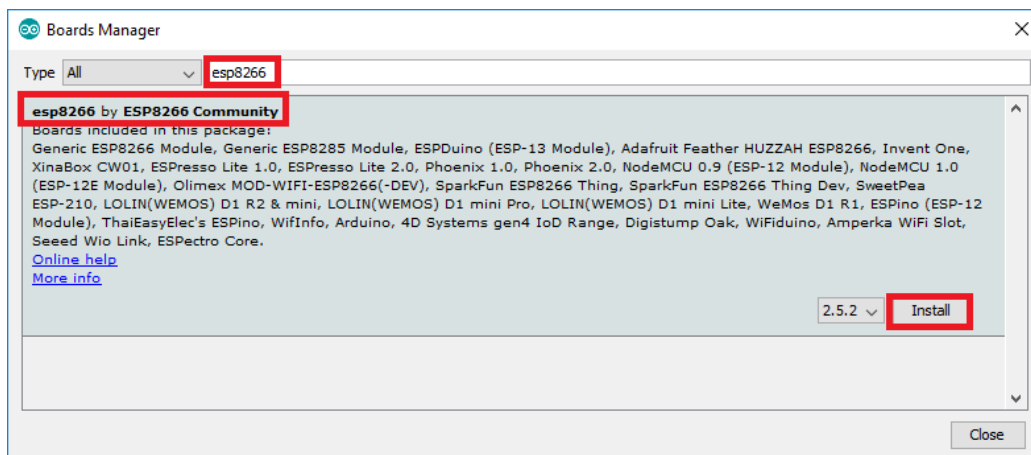 Boards Manager
Type All esp8266
esp8266 by ESP8266 Community
Boards included in this package:
Generic ESP8266 Module, Generic ESP8285 Module, ESPDuino (ESP-13 Module), Adafruit Feather HUZZAH ESP8266, Invent One,
XinaBox CW01, ESPresso Lite 1.0, ESPresso Lite 2.0, Phoenix 1.0, Phoenix 2.0, NodeMCU 0.9 (ESP-12 Module), NodeMCU 1.0
(ESP-12E Module), Olimex MOD-WIFI-ESP8266(-DEV), SparkFun ESP8266 Thing, SparkFun ESP8266 Thing Dev, SweetPea
ESP-210, LOLIN(WEMOS) D1 R2 & mini, LOLIN(WEMOS) D1 mini Pro, LOLIN(WEMOS) D1 mini Lite, WeMos D1 R1, ESPino (ESP-12
Module), ThaiEasyElec's ESPino, WifInfo, Arduino, 4D Systems gen4 IoD Range, Digistump Oak, WiFiduino, Amperka WiFi Slot,
Seeed Wio Link, ESPectro Core.
Online help
More info
2.5.2 Install
Close